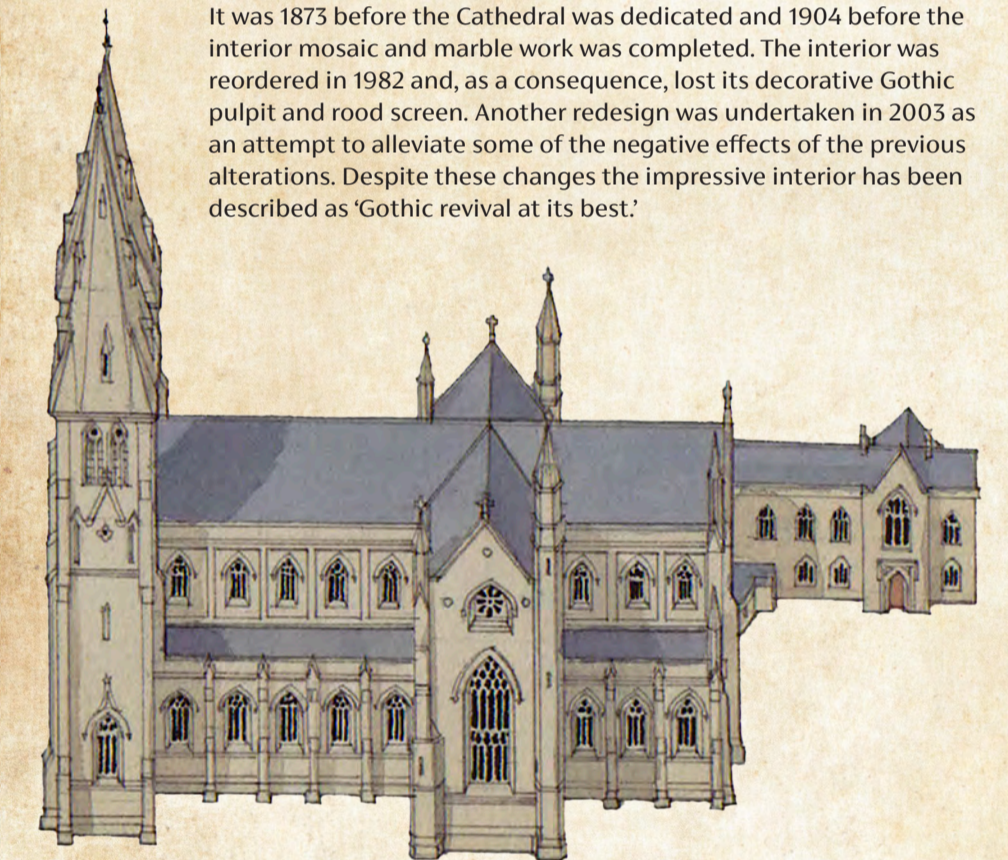 It was 1873 before the Cathedral was dedicated and 1904 before the
interior mosaic and marble work was completed. The interior was
reordered in 1982 and, as a consequence, lost its decorative Gothic
pulpit and rood screen. Another redesign was undertaken in 2003 as
an attempt to alleviate some of the negative effects of the previous
alterations. Despite these changes the impressive interior has been
described as ‘Gothic revival at its best.’